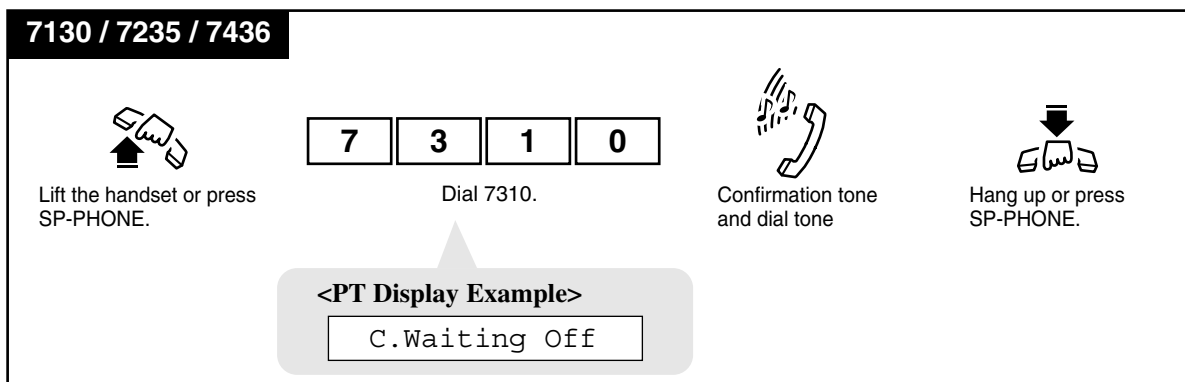 7130 / 7235 / 7436
7 3 1 0
Lift the handset or press
SP-PHONE.
Dial 7310.
Confirmation tone
and dial tone
Hang up or press
SP-PHONE.
<PT Display Example>
C.Waiting Off